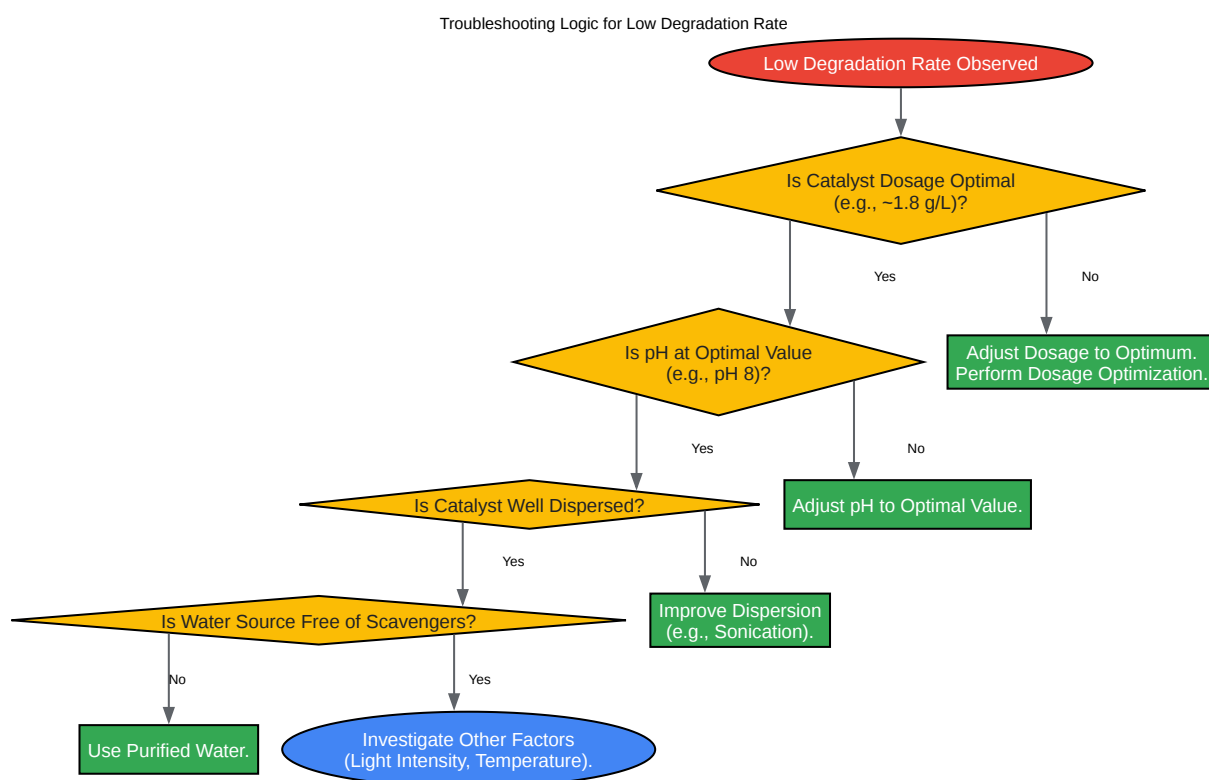 Troubleshooting Logic for Low Degradation Rate
Low Degradation Rate Observed
Is Catalyst Dosage Optimal
(e.g., ~1.8 g/L)?
Yes
No
Is pH at Optimal Value
(e.g., pH 8)?
Adjust Dosage to Optimum.
Perform Dosage Optimization.
Yes
No
Is Catalyst Well Dispersed?
Adjust pH to Optimal Value.
Yes
No
Is Water Source Free of Scavengers?
Improve Dispersion
(e.g., Sonication).
No
Yes
Use Purified Water.
Investigate Other Factors
(Light Intensity, Temperature).